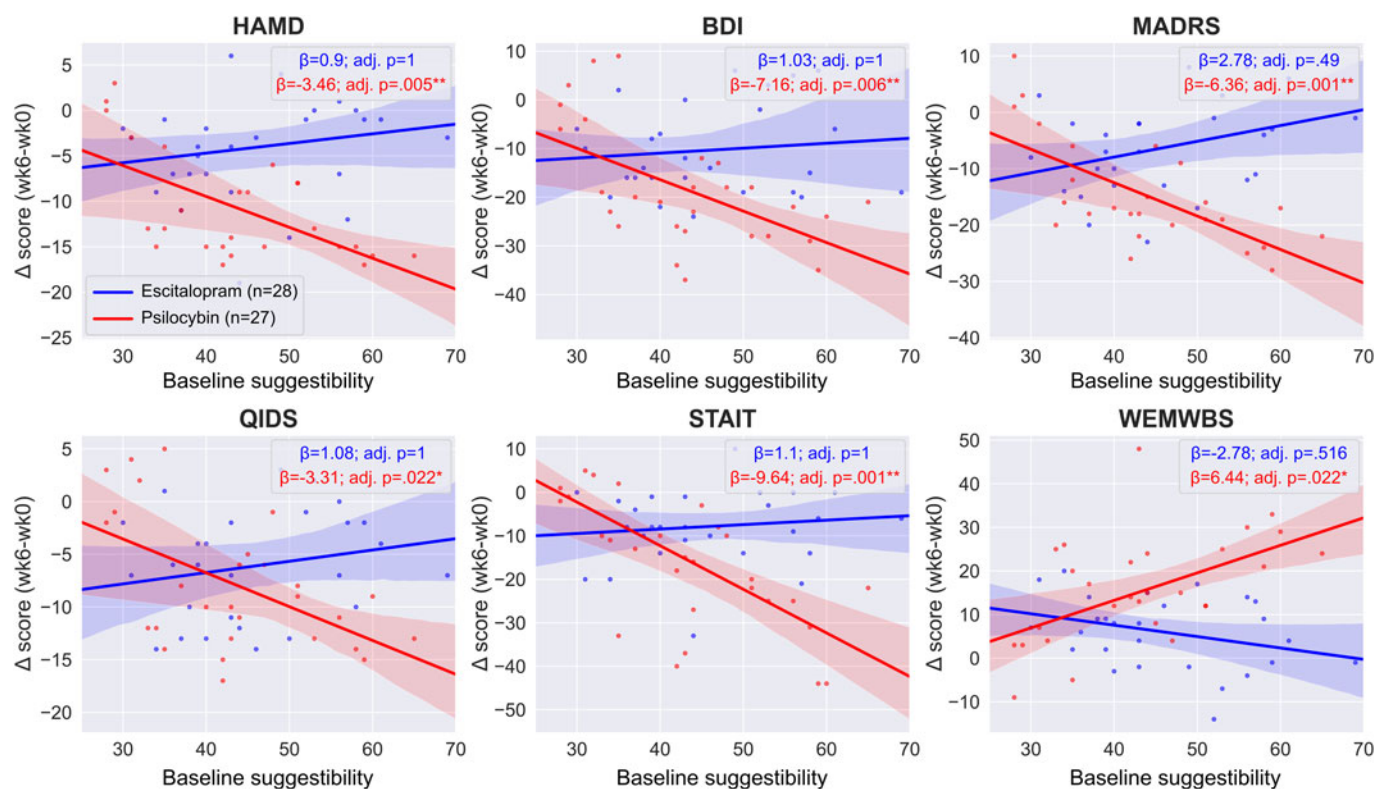 HAMD
β=0.9; adj. p=1
β=-3.46; adj. p=.005**
5
0
−5
−10
−15
−20
−25
Δ score (wk6-wk0)
Escitalopram (n=28)
Psilocybin (n=27)
30 40 50 60 70
Baseline suggestibility
BDI
β=1.03; adj. p=1
β=-7.16; adj. p=.006**
10
0
−10
−20
−30
−40
Δ score (wk6-wk0)
30 40 50 60 70
Baseline suggestibility
MADRS
β=2.78; adj. p=.49
β=-6.36; adj. p=.001**
10
0
−10
−20
−30
−40
Δ score (wk6-wk0)
30 40 50 60 70
Baseline suggestibility
QIDS
β=1.08; adj. p=1
β=-3.31; adj. p=.022*
5
0
−5
−10
−15
−20
Δ score (wk6-wk0)
30 40 50 60 70
Baseline suggestibility
STAIT
β=1.1; adj. p=1
β=-9.64; adj. p=.001**
10
0
−10
−20
−30
−40
−50
Δ score (wk6-wk0)
30 40 50 60 70
Baseline suggestibility
WEMWBS
β=-2.78; adj. p=.516
β=6.44; adj. p=.022*
50
40
30
20
10
0
−10
Δ score (wk6-wk0)
30 40 50 60 70
Baseline suggestibility